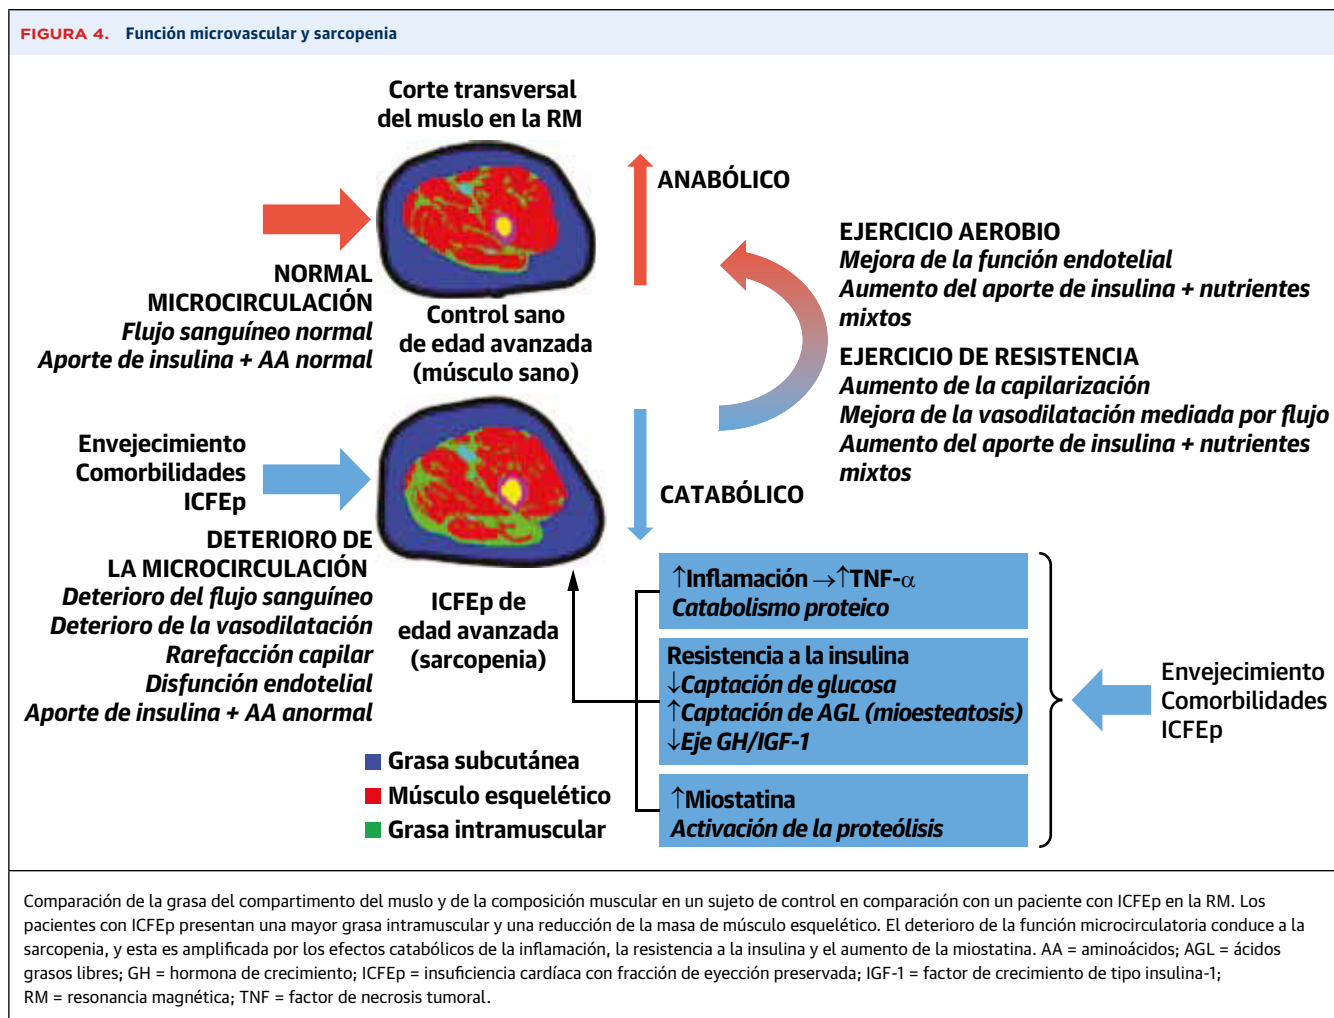 FIGURA 4. Función microvascular y sarcopenia
Corte transversal
del muslo en la RM
ANABÓLICO
NORMAL
MICROCIRCULACIÓN
Flujo sanguíneo normal
Aporte de insulina + AA normal
Control sano
de edad avanzada
(músculo sano)
EJERCICIO AEROBIO
Mejora de la función endotelial
Aumento del aporte de insulina + nutrientes
mixtos
EJERCICIO DE RESISTENCIA
Aumento de la capilarización
Mejora de la vasodilatación mediada por flujo
Aumento del aporte de insulina + nutrientes
mixtos
Envejecimiento
Comorbilidades
ICFEp
CATABÓLICO
DETERIORO DE
LA MICROCIRCULACIÓN
Deterioro del flujo sanguíneo
Deterioro de la vasodilatación
Rarefacción capilar
Disfunción endotelial
Aporte de insulina + AA anormal
ICFEp de
edad avanzada
(sarcopenia)
↑Inflamación →↑TNF-α
Catabolismo proteico
Resistencia a la insulina
↓Captación de glucosa
↑Captación de AGL (mioesteatosis)
↓Eje GH/IGF-1
↑Miostatina
Activación de la proteólisis
Envejecimiento
Comorbilidades
ICFEp
Grasa subcutánea
Músculo esquelético
Grasa intramuscular
Comparación de la grasa del compartimento del muslo y de la composición muscular en un sujeto de control en comparación con un paciente con ICFEp en la RM. Los
pacientes con ICFEp presentan una mayor grasa intramuscular y una reducción de la masa de músculo esquelético. El deterioro de la función microcirculatoria conduce a la
sarcopenia, y esta es amplificada por los efectos catabólicos de la inflamación, la resistencia a la insulina y el aumento de la miostatina. AA = aminoácidos; AGL = ácidos
grasos libres; GH = hormona de crecimiento; ICFEp = insuficiencia cardíaca con fracción de eyección preservada; IGF-1 = factor de crecimiento de tipo insulina-1;
RM = resonancia magnética; TNF = factor de necrosis tumoral.